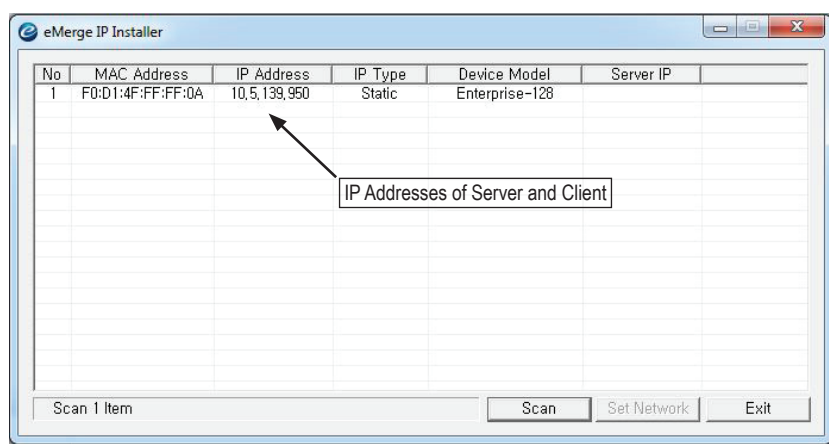 eMerge IP Installer
No MAC Address IP Address IP Type Device Model Server IP
1 F0:D1:4F:FF:FF:0A 10,5,139,950 Static Enterprise-128
IP Addresses of Server and Client
Scan 1 Item Scan Set Network Exit